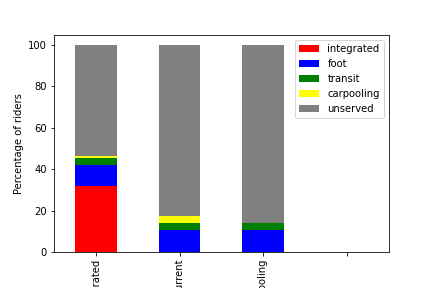 Percentage of riders
100
80
60
40
20
0
integrated
foot
transit
carpooling
unserved
rated
urrent
ooling